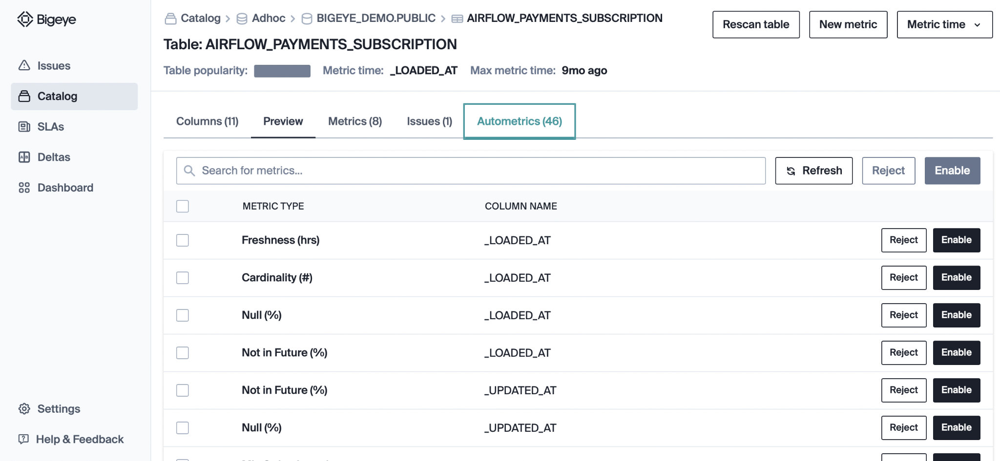 Bigeye
Issues
Catalog
SLAs
Deltas
Dashboard
Settings
Help & Feedback
Catalog > Adhoc > BIGEYE_DEMO.PUBLIC > AIRFLOW_PAYMENTS_SUBSCRIPTION
Rescan table
New metric
Metric time
Table: AIRFLOW_PAYMENTS_SUBSCRIPTION
Table popularity: Metric time: _LOADED_AT Max metric time: 9mo ago
Columns (11) Preview Metrics (8) Issues (1) Autometrics (46)
Search for metrics... Refresh Reject Enable
METRIC TYPE COLUMN NAME
Freshness (hrs) _LOADED_AT Reject Enable
Cardinality (#) _LOADED_AT Reject Enable
Null (%) _LOADED_AT Reject Enable
Not in Future (%) _LOADED_AT Reject Enable
Not in Future (%) _UPDATED_AT Reject Enable
Null (%) _UPDATED_AT Reject Enable